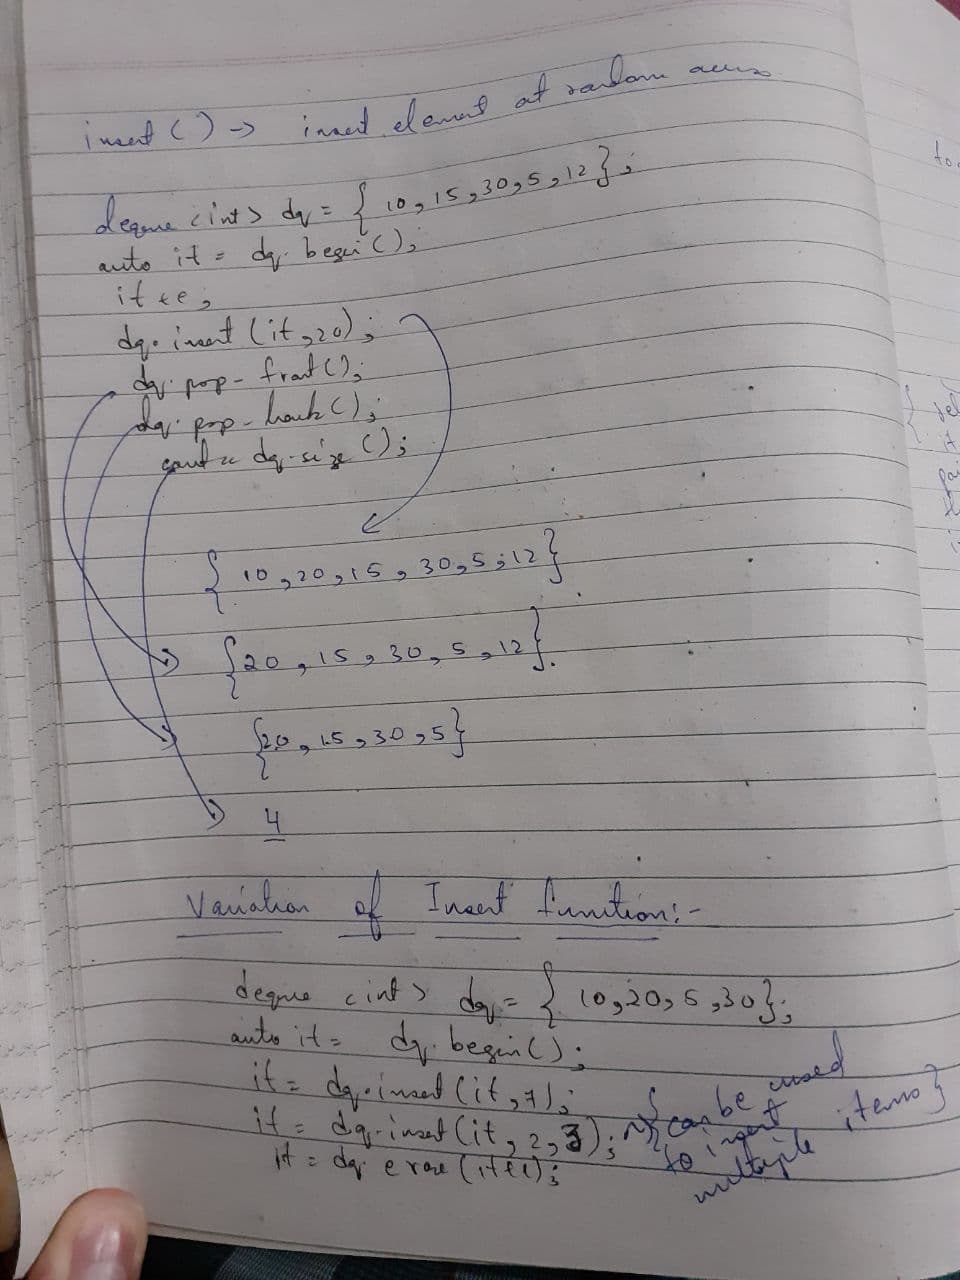 insert () → insert element at random access
deque <int> dq = { 10, 15, 30, 5, 12 };
auto it = dq. begin();
it ++;
dq. insert (it, 20);
dq. pop - front();
dq. pop - back();
cout << dq. size ();
{ 10, 20, 15, 30, 5, 12 }
{ 20, 15, 30, 5, 12 }.
{ 20, 15, 30, 5 }
4
Variation of Insert function:-
deque <int> dq = { 10, 20, 5, 30 };
auto it = dq. begin();
it = dq. insert (it, 7);
it = dq. insert (it, 2, 3); → { can be used
to insert
multiple items }
it = dq. erase (it+1);